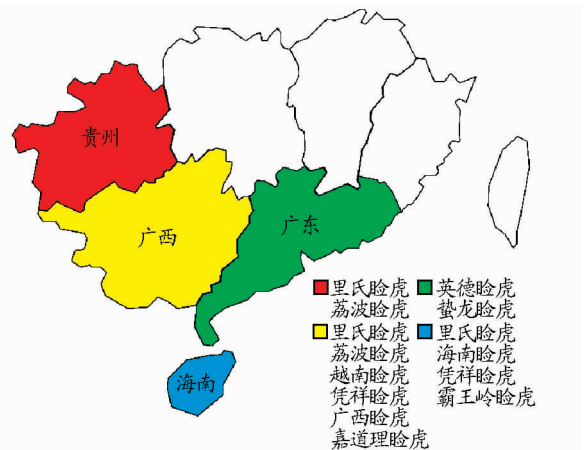 贵州
广西
广东
海南
里氏睑虎
荔波睑虎
里氏睑虎
荔波睑虎
越南睑虎
凭祥睑虎
广西睑虎
嘉道理睑虎
英德睑虎
蛰龙睑虎
里氏睑虎
海南睑虎
凭祥睑虎
霸王岭睑虎